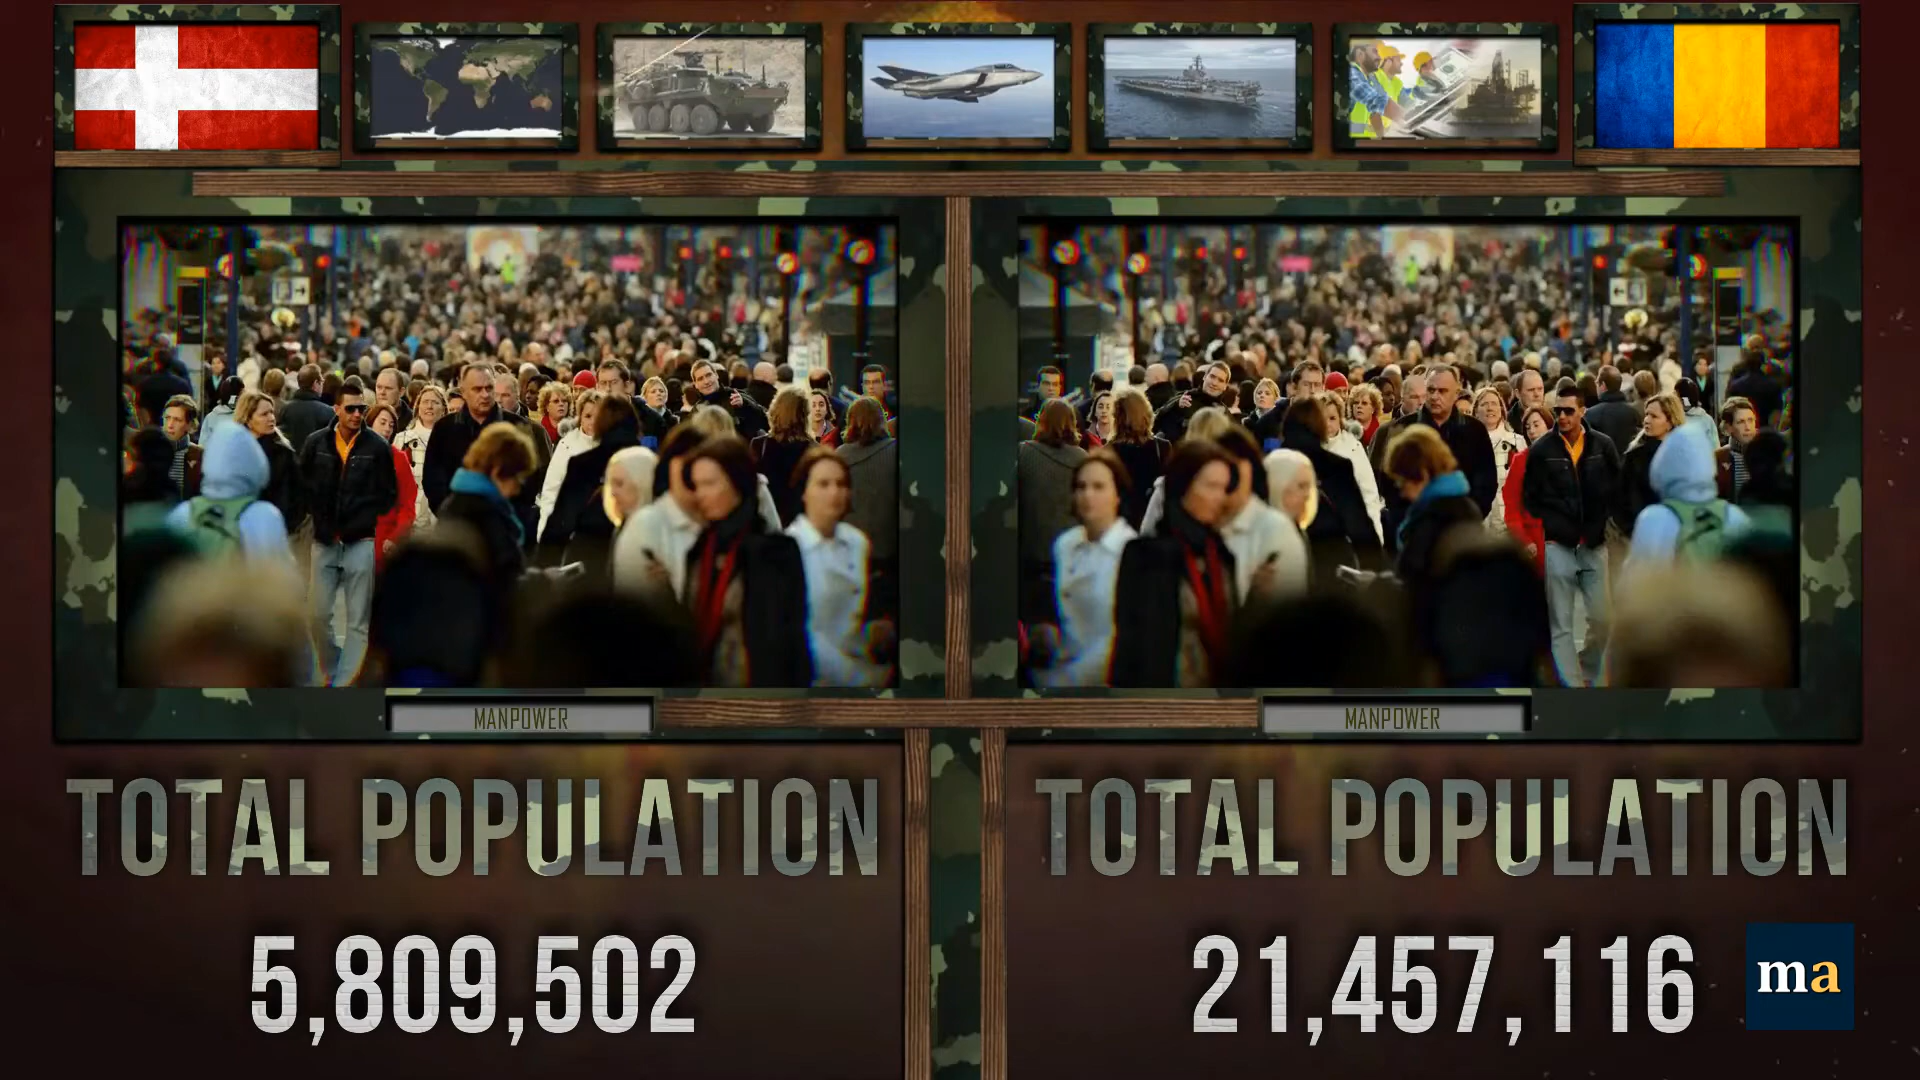 MANPOWER
MANPOWER
TOTAL POPULATION
TOTAL POPULATION
5,809,502
21,457,116
ma